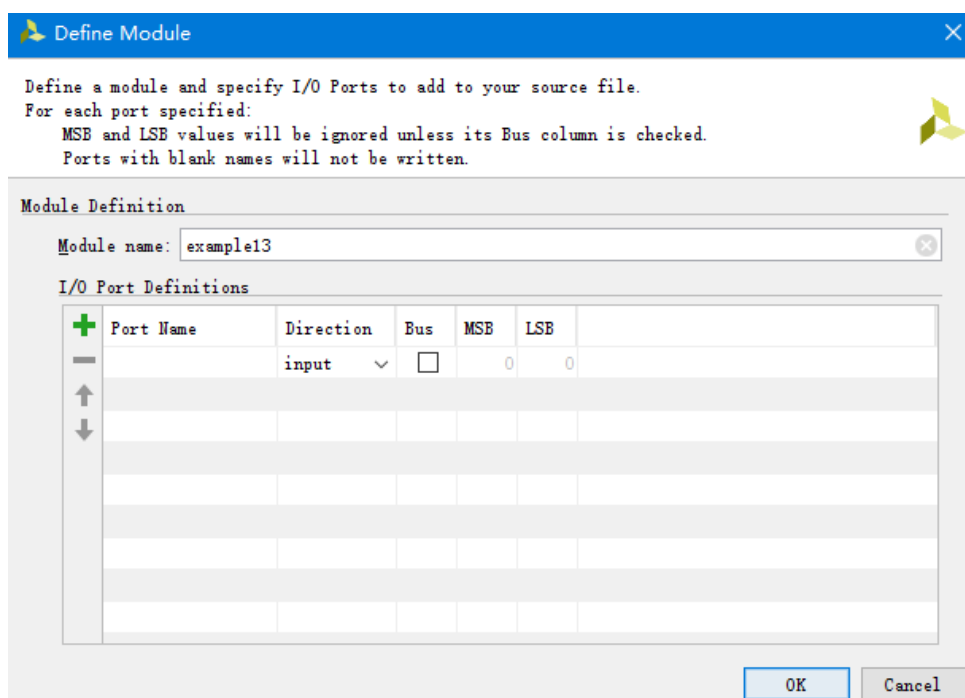 Define Module
Define a module and specify I/O Ports to add to your source file.
For each port specified:
MSB and LSB values will be ignored unless its Bus column is checked.
Ports with blank names will not be written.
Module Definition
Module name: example13
I/O Port Definitions
Port Name Direction Bus MSB LSB
input 0 0
OK Cancel